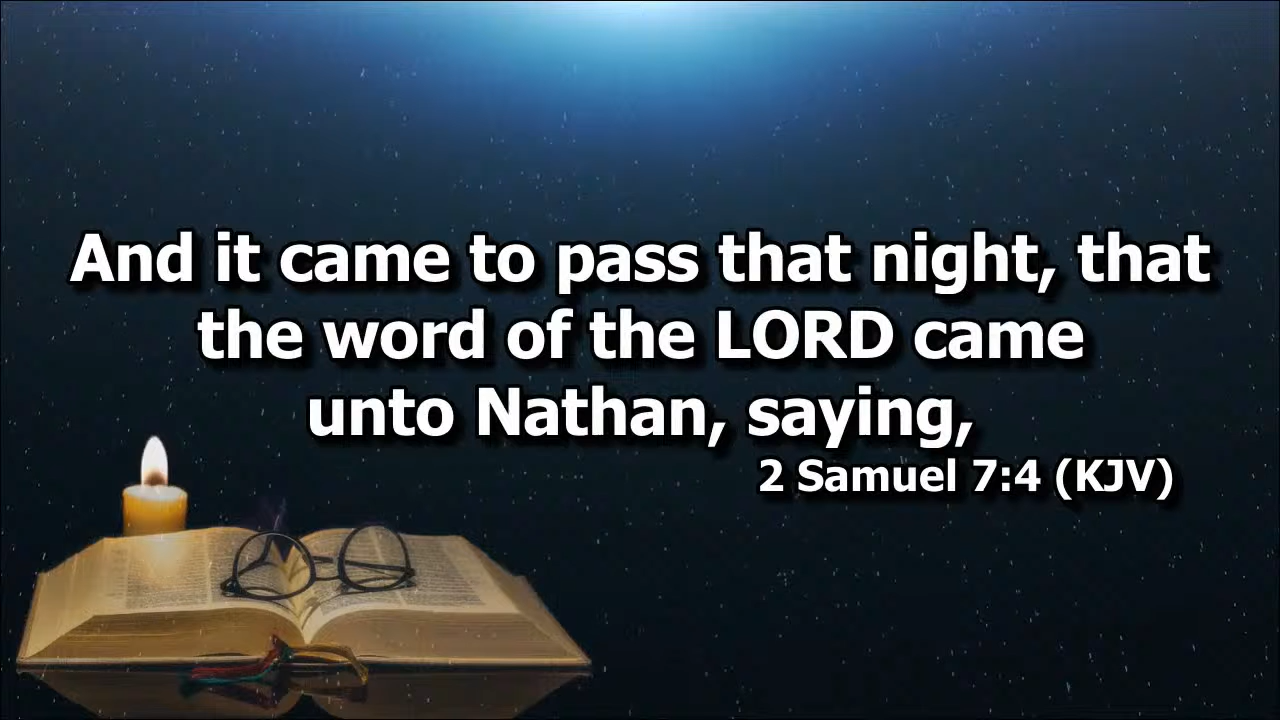 And it came to pass that night, that
the word of the LORD came
unto Nathan, saying,
2 Samuel 7:4 (KJV)